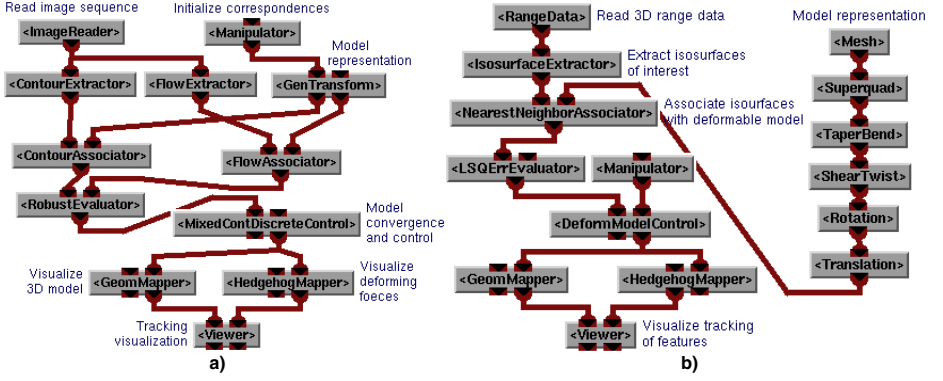 Read image sequence
Initialize correspondences
<ImageReader>
<Manipulator>
Model
representation
<ContourExtractor>
<FlowExtractor>
<GenTransform>
<ContourAssociator>
<FlowAssociator>
<RobustEvaluator>
<MixedContDiscreteControl>
Model
convergence
and control
Visualize
3D model
<GeomMapper>
<HedgehogMapper>
Visualize
deforming
foeces
Tracking
visualization
<Viewer>
a)
<RangeData>
Read 3D range data
<IsosurfaceExtractor>
Extract isosurfaces
of interest
<NearestNeighborAssociator>
Associate isourfaces
with deformable model
<LSQErrEvaluator>
<Manipulator>
<DeformModelControl>
<GeomMapper>
<HedgehogMapper>
<Viewer>
Visualize tracking
of features
b)
Model representation
<Mesh>
<Superquad>
<TaperBend>
<ShearTwist>
<Rotation>
<Translation>